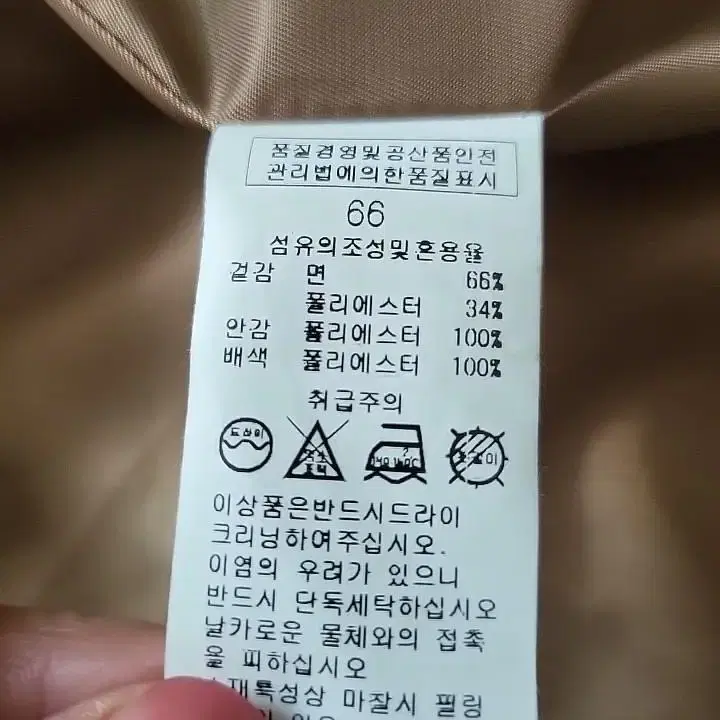 품질경영및공산품안전
관리법에의한품질표시
66
섬유의조성및혼용율
겉감 면 66%
폴리에스터 34%
안감 폴리에스터 100%
배색 폴리에스터 100%
취급주의
드라이
염소
표백
이상품은반드시드라이
크리닝하여주십시오.
이염의 우려가 있으니
반드시 단독세탁하십시오
날카로운 물체와의 접촉
을 피하십시오
소재특성상 마찰시 필링